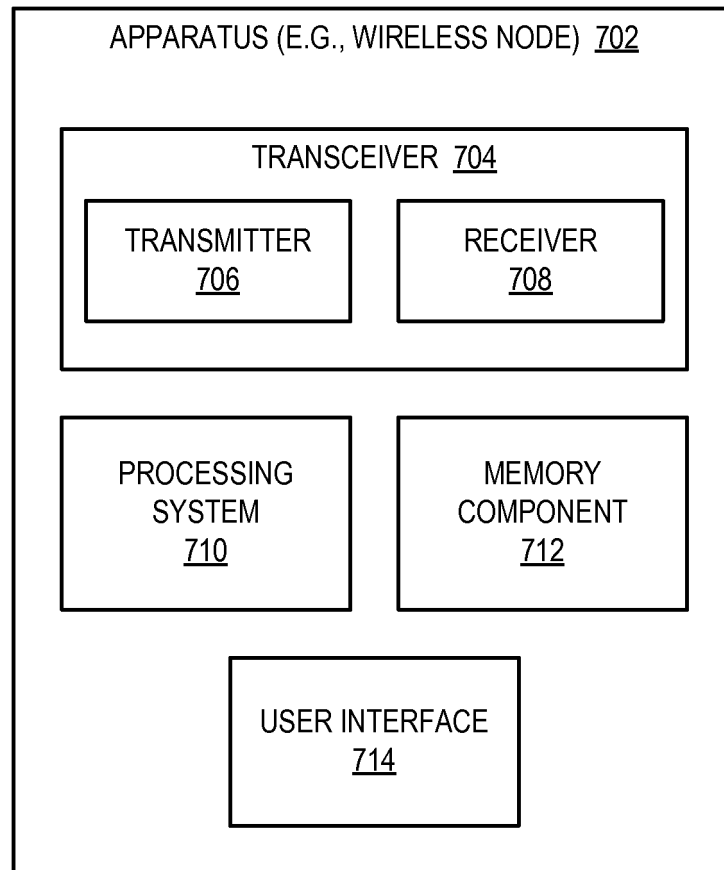 APPARATUS (E.G., WIRELESS NODE) 702
TRANSCEIVER 704
TRANSMITTER
706
RECEIVER
708
PROCESSING
SYSTEM
710
MEMORY
COMPONENT
712
USER INTERFACE
714